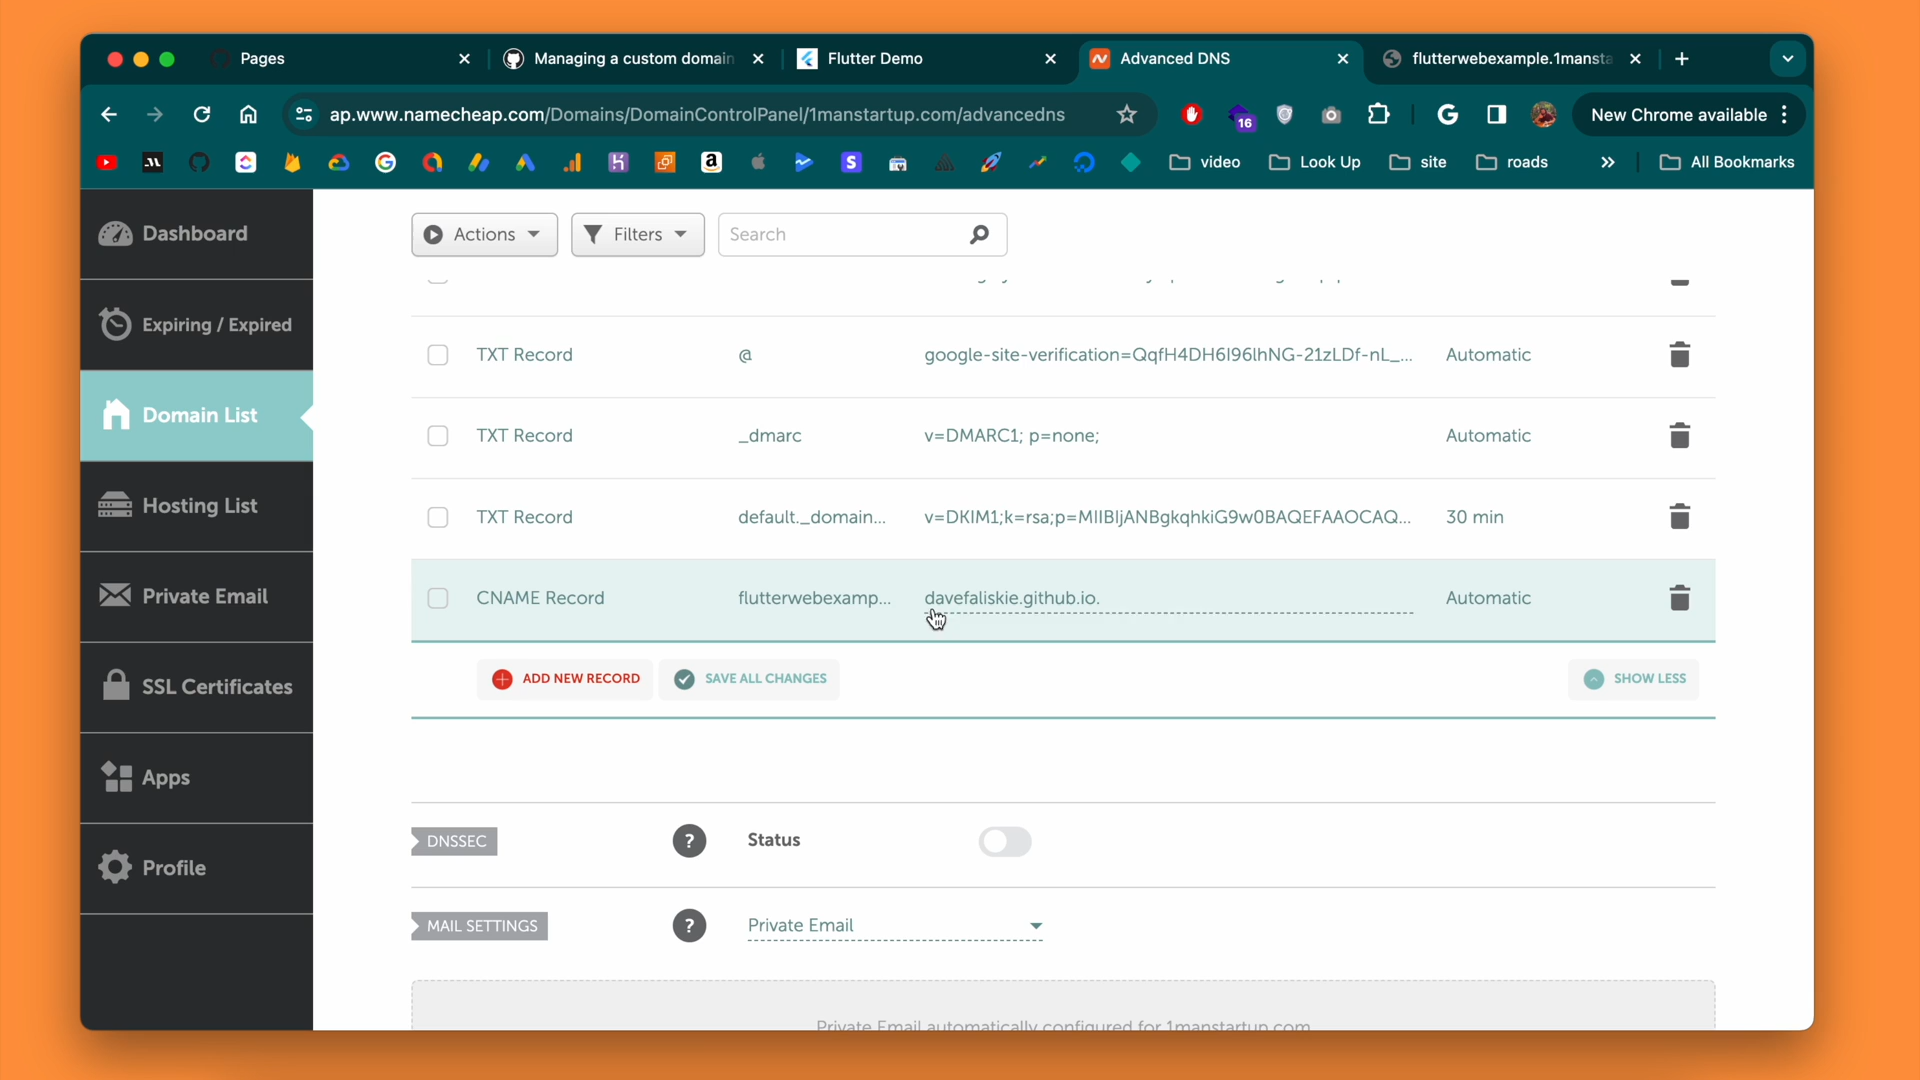 Pages
Managing a custom domain
Flutter Demo
Advanced DNS
flutterwebexample.1mansta
ap.www.namecheap.com/Domains/DomainControlPanel/1manstartup.com/advancedns
16
New Chrome available
video
Look Up
site
roads
All Bookmarks
Dashboard
Expiring / Expired
Domain List
Hosting List
Private Email
SSL Certificates
Apps
Profile
Actions
Filters
Search
TXT Record @ google-site-verification=QqfH4DH6I96lhNG-21zLDf-nL_... Automatic
TXT Record _dmarc v=DMARC1; p=none; Automatic
TXT Record default._domain... v=DKIM1;k=rsa;p=MIIBIjANBgkqhkiG9w0BAQEFAAOCAQ... 30 min
CNAME Record flutterwebexamp... davefaliskie.github.io. Automatic
ADD NEW RECORD
SAVE ALL CHANGES
SHOW LESS
DNSSEC
?
Status
MAIL SETTINGS
?
Private Email
Private Email automatically configured for 1manstartup.com